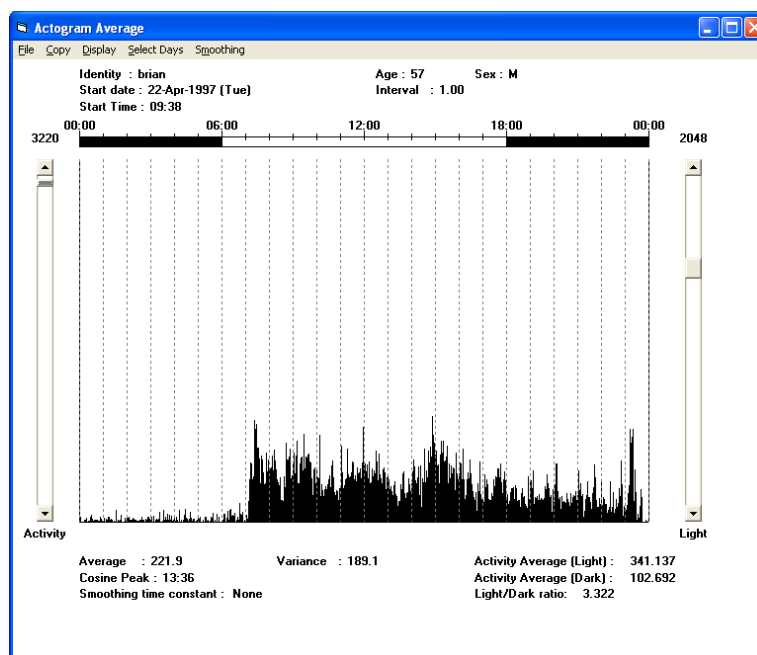 Actogram Average
File Copy Display Select Days Smoothing
Identity : brian Age : 57 Sex : M
Start date : 22-Apr-1997 (Tue) Interval : 1.00
Start Time : 09:38
00:00 06:00 12:00 18:00 00:00
3220 2048
Activity Light
Average : 221.9 Variance : 189.1 Activity Average (Light) : 341.137
Cosine Peak : 13:36 Activity Average (Dark) : 102.692
Smoothing time constant : None Light/Dark ratio: 3.322